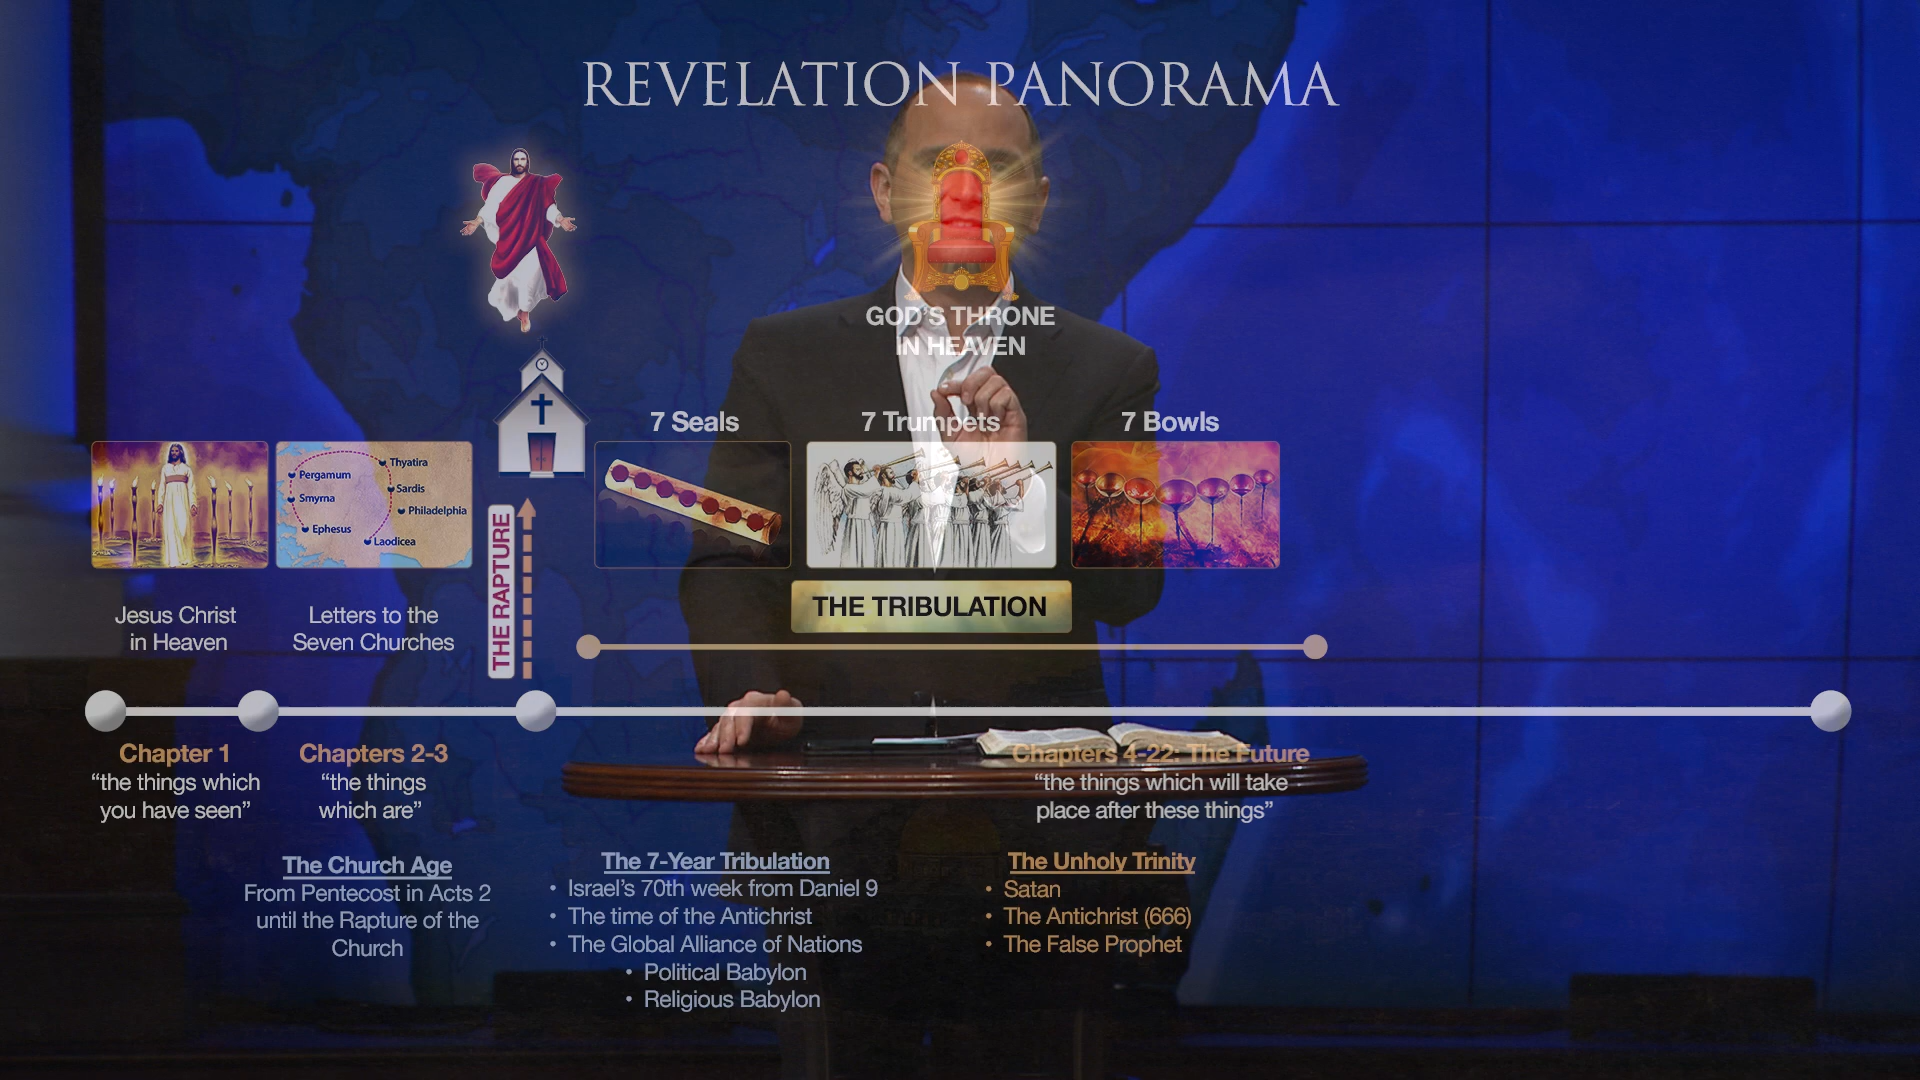 REVELATION PANORAMA
GOD'S THRONE
IN HEAVEN
7 Seals
7 Trumpets
7 Bowls
Pergamum
Thyatira
Smyrna
Sardis
Philadelphia
Ephesus
Laodicea
THE RAPTURE
THE TRIBULATION
Jesus Christ
in Heaven
Letters to the
Seven Churches
Chapter 1
“the things which
you have seen”
Chapters 2-3
“the things
which are”
Chapters 4-22: The Future
“the things which will take
place after these things”
The Church Age
From Pentecost in Acts 2
until the Rapture of the
Church
The 7-Year Tribulation
• Israel's 70th week from Daniel 9
• The time of the Antichrist
• The Global Alliance of Nations
• Political Babylon
• Religious Babylon
The Unholy Trinity
• Satan
• The Antichrist (666)
• The False Prophet